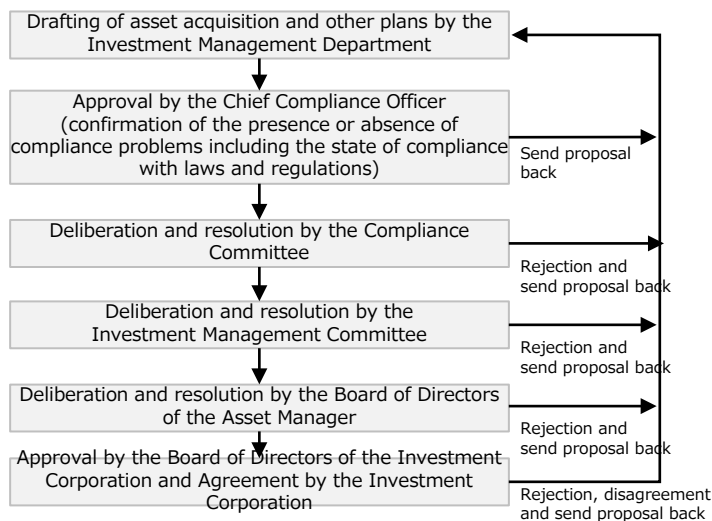 Drafting of asset acquisition and other plans by the
Investment Management Department
Approval by the Chief Compliance Officer
(confirmation of the presence or absence of
compliance problems including the state of compliance
with laws and regulations)
Send proposal
back
Deliberation and resolution by the Compliance
Committee
Rejection and
send proposal back
Deliberation and resolution by the
Investment Management Committee
Rejection and
send proposal back
Deliberation and resolution by the Board of Directors
of the Asset Manager
Rejection and
send proposal back
Approval by the Board of Directors of the Investment
Corporation and Agreement by the Investment
Corporation
Rejection, disagreement
and send proposal back